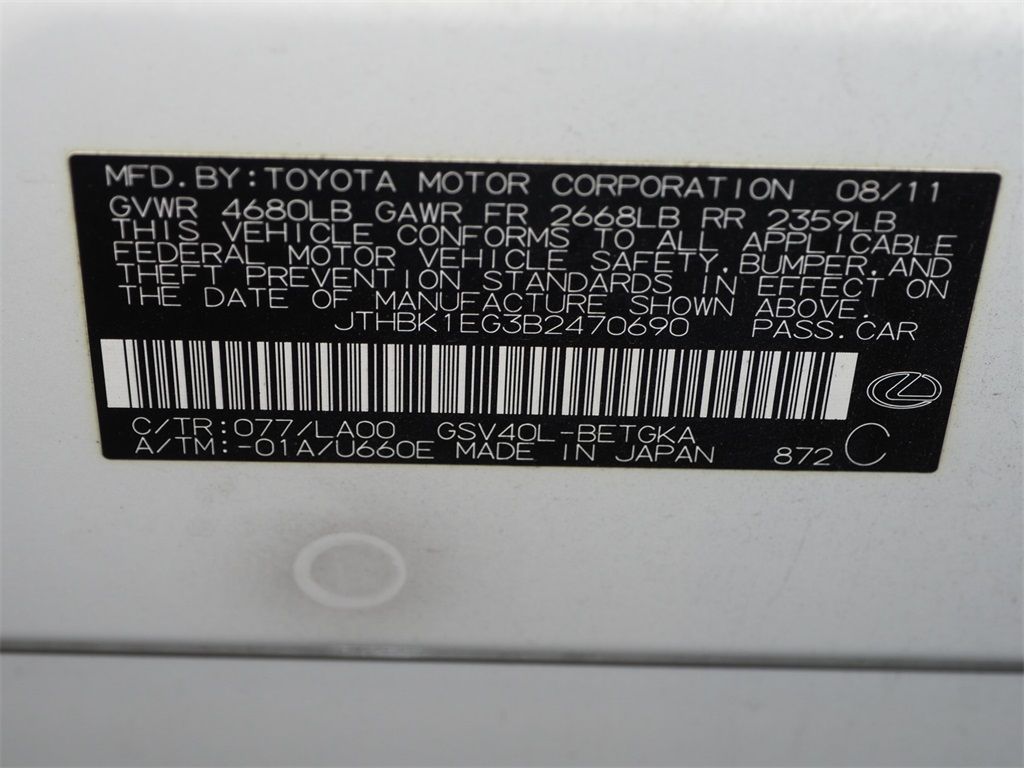 MFD.BY:TOYOTA MOTOR CORPORATION 08/11
GVWR 4680LB GAWR FR 2668LB RR 2359LB
THIS VEHICLE CONFORMS TO ALL APPLICABLE
FEDERAL MOTOR VEHICLE SAFETY,BUMPER,AND
THEFT PREVENTION STANDARDS IN EFFECT ON
THE DATE OF MANUFACTURE SHOWN ABOVE.
JTHBK1EG3B2470690 PASS.CAR
C/TR:077/LA00 GSV40L-BETGKA
A/TM:-01A/U660E MADE IN JAPAN 872 C